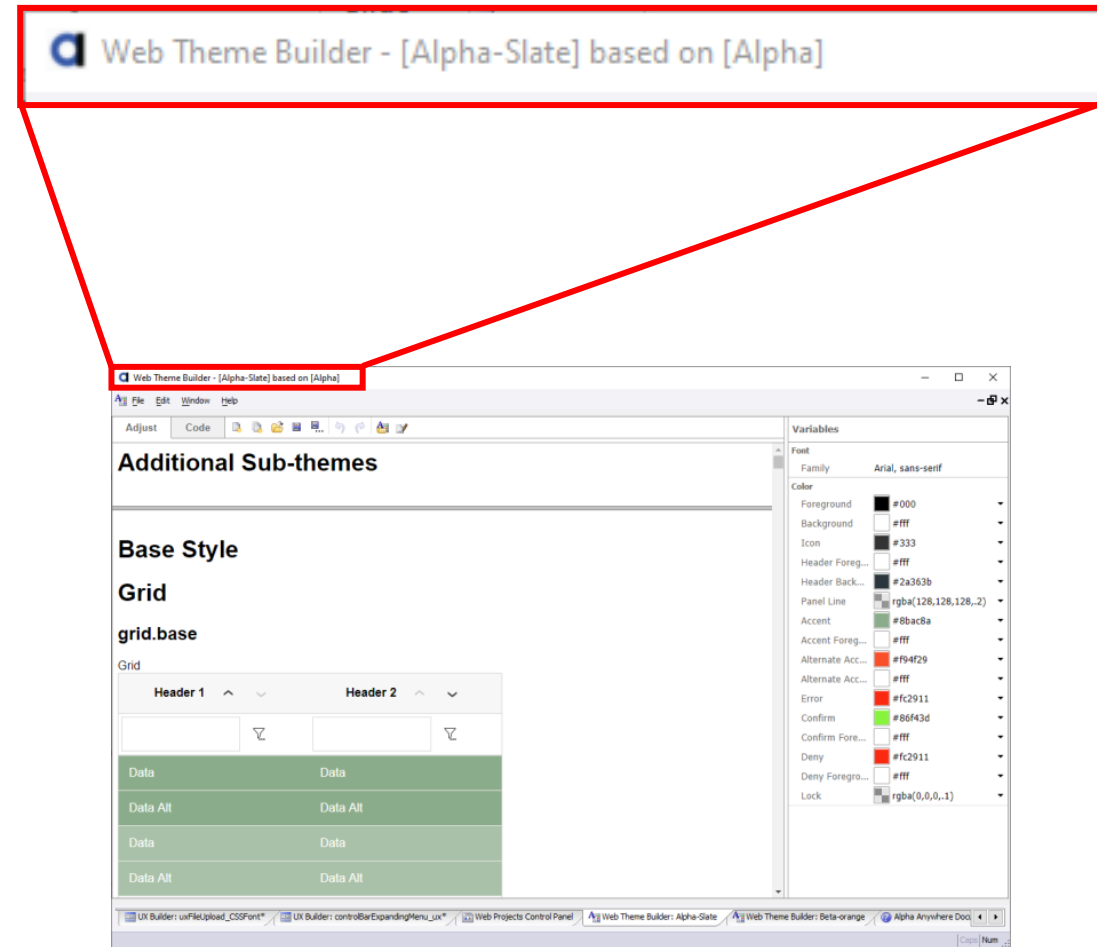 Web Theme Builder - [Alpha-Slate] based on [Alpha]
Web Theme Builder - [Alpha-Slate] based on [Alpha]
File Edit Window Help
Adjust Code
Additional Sub-themes
Base Style
Grid
grid.base
Grid
Header 1 Header 2
Data Data
Data Alt Data Alt
Data Data
Data Alt Data Alt
Variables
Font
Family Arial, sans-serif
Color
Foreground #000
Background #fff
Icon #333
Header Foreg... #fff
Header Back... #2a363b
Panel Line rgba(128,128,128,.2)
Accent #8bac8a
Accent Foreg... #fff
Alternate Acc... #f94f29
Alternate Acc... #fff
Error #fc2911
Confirm #86f43d
Confirm Fore... #fff
Deny #fc2911
Deny Foregro... #fff
Lock rgba(0,0,0,.1)
UX Builder: uxFileUpload_CSSFont* UX Builder: controlBarExpandingMenu_ux* Web Projects Control Panel Web Theme Builder: Alpha-Slate Web Theme Builder: Beta-orange Alpha Anywhere Doc
Caps Num